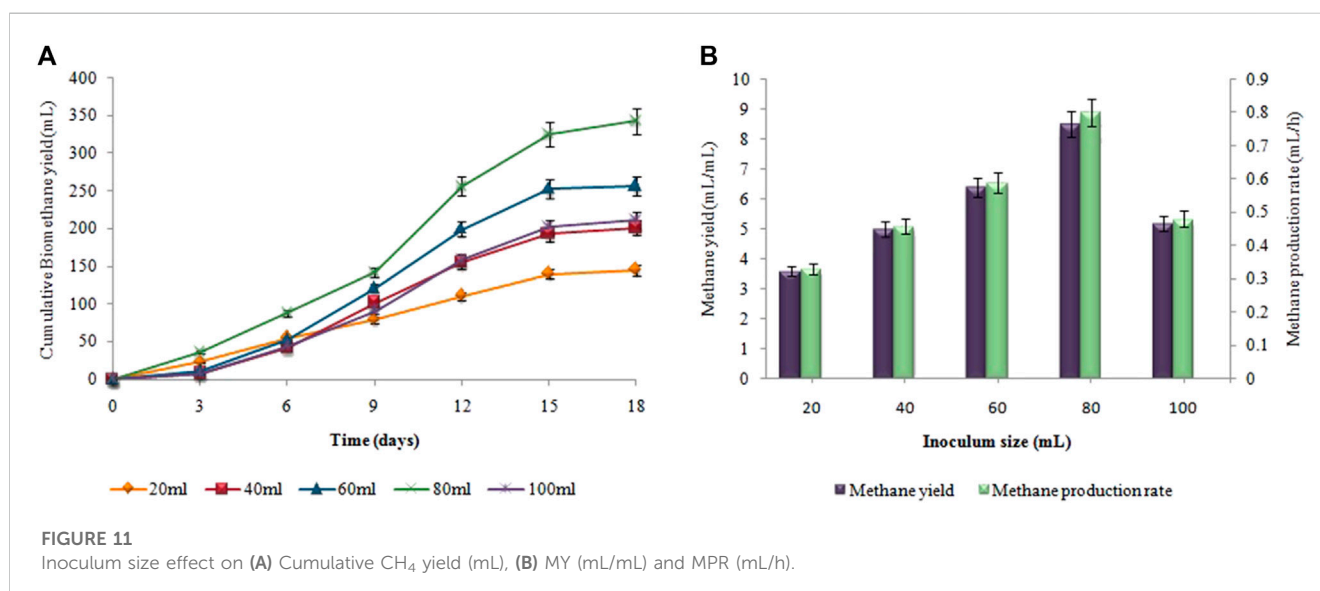 A
Cumulative Biomethane yield(mL)
400
350
300
250
200
150
100
50
0
0 3 6 9 12 15 18
Time (days)
20ml 40ml 60ml 80ml 100ml
B
Methane yield(mL/mL)
10
9
8
7
6
5
4
3
2
1
0
0.9
0.8
0.7
0.6
0.5
0.4
0.3
0.2
0.1
0
Methane production rate(mL/h)
20 40 60 80 100
Inoculum size (mL)
Methane yield Methane production rate
FIGURE 11
Inoculum size effect on (A) Cumulative CH₄ yield (mL), (B) MY (mL/mL) and MPR (mL/h).